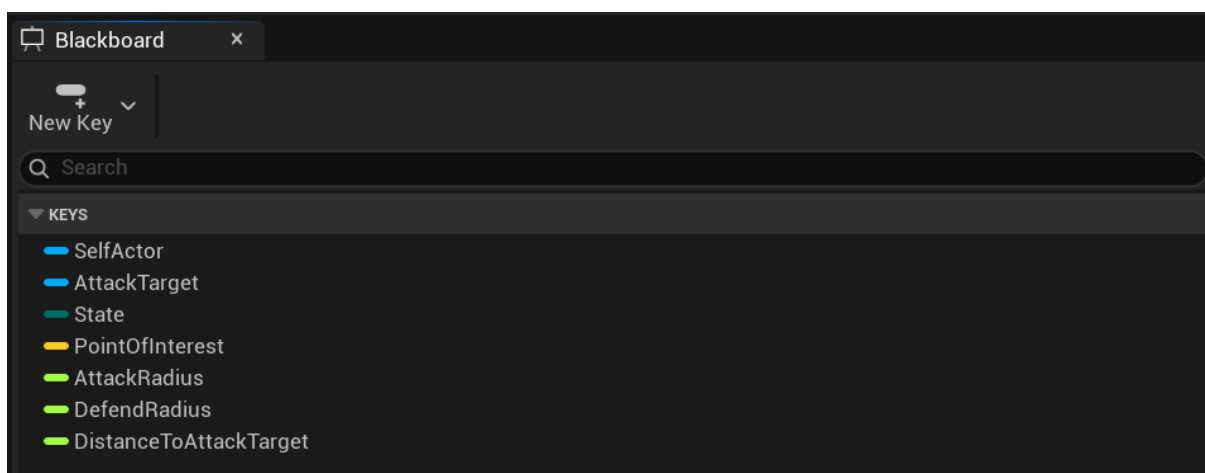 Blackboard
New Key
Search
KEYS
SelfActor
AttackTarget
State
PointOfInterest
AttackRadius
DefendRadius
DistanceToAttackTarget